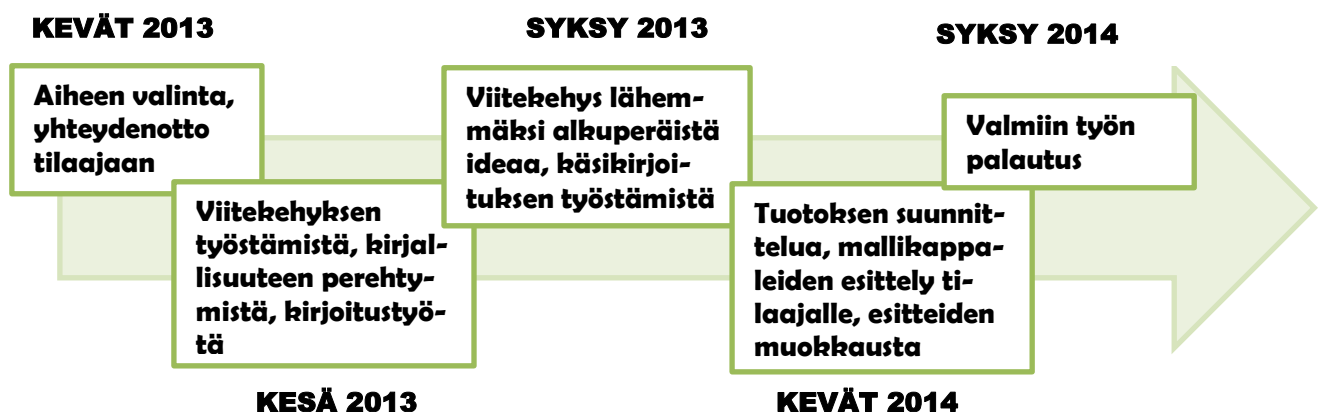 KEVÄT 2013
Aiheen valinta,
yhteydenotto
tilaajaan
Viitekehyksen
työstämistä, kirjal-
lisuuteen perehty-
mistä, kirjoitustyö-
tä
KESÄ 2013
SYKSY 2013
Viitekehys lähem-
mäksi alkuperäistä
ideaa, käsikirjoi-
tuksen työstämistä
Tuotoksen suunnit-
telua, mallikappa-
leiden esittely ti-
laajalle, esitteiden
muokkausta
KEVÄT 2014
SYKSY 2014
Valmiin työn
palautus